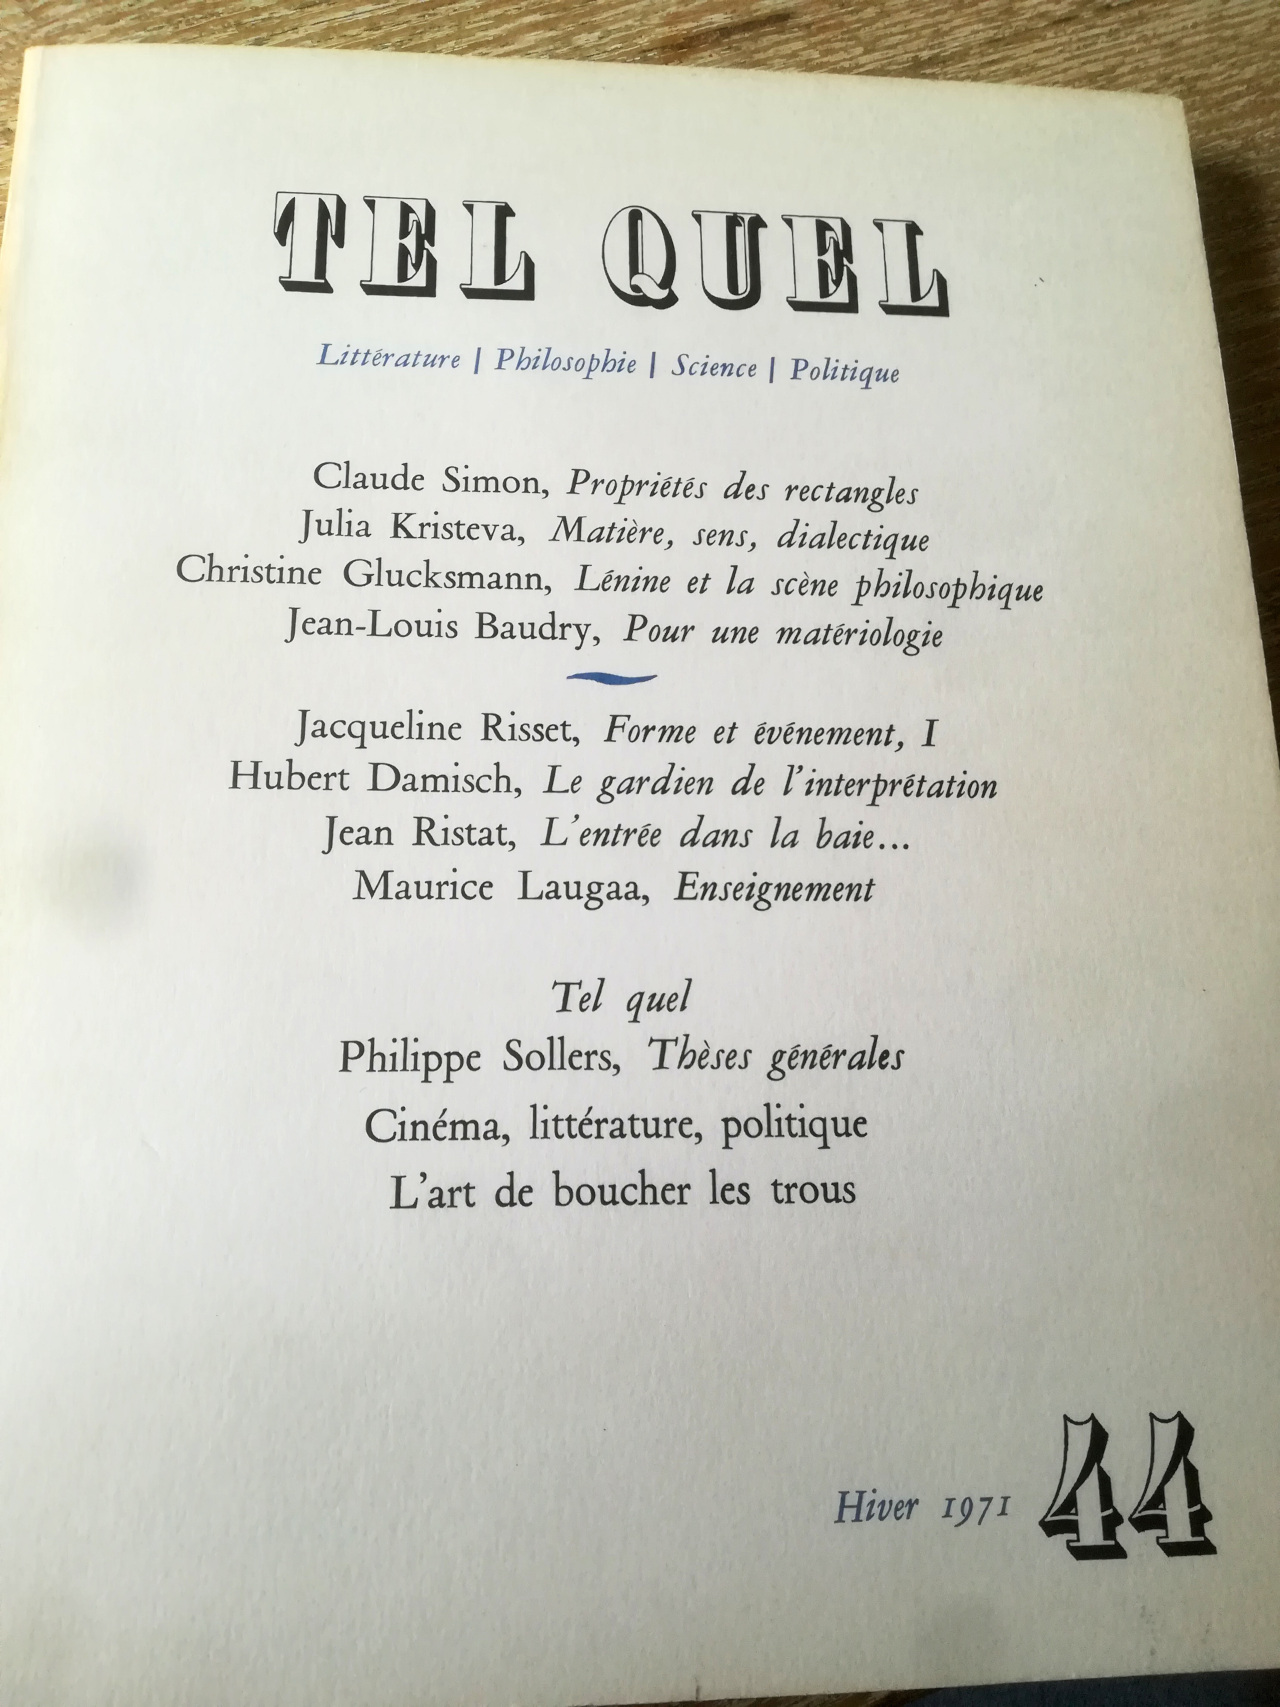 TEL QUEL
Littérature | Philosophie | Science | Politique
Claude Simon, Propriétés des rectangles
Julia Kristeva, Matière, sens, dialectique
Christine Glucksmann, Lénine et la scène philosophique
Jean-Louis Baudry, Pour une matériologie
Jacqueline Risset, Forme et événement, I
Hubert Damisch, Le gardien de l'interprétation
Jean Ristat, L'entrée dans la baie...
Maurice Laugaa, Enseignement
Tel quel
Philippe Sollers, Thèses générales
Cinéma, littérature, politique
L'art de boucher les trous
Hiver 1971 44